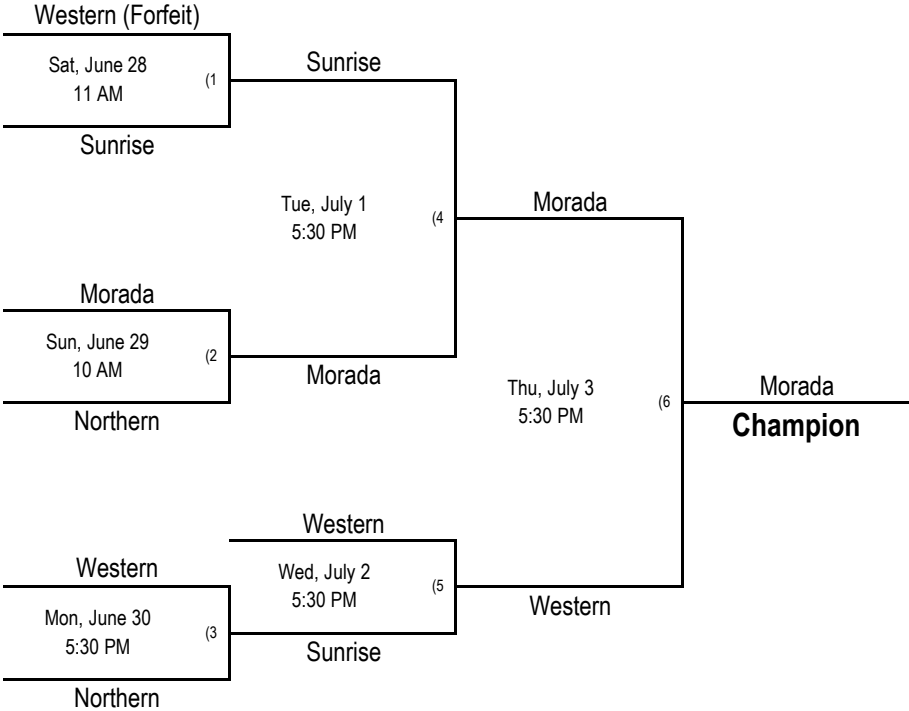 Western (Forfeit)
Sat, June 28
11 AM
(1
Sunrise
Sunrise
Tue, July 1
5:30 PM
(4
Morada
Sun, June 29
10 AM
(2
Northern
Morada
Morada
Thu, July 3
5:30 PM
(6
Morada
Champion
Western
Mon, June 30
5:30 PM
(3
Northern
Western
Wed, July 2
5:30 PM
(5
Sunrise
Western